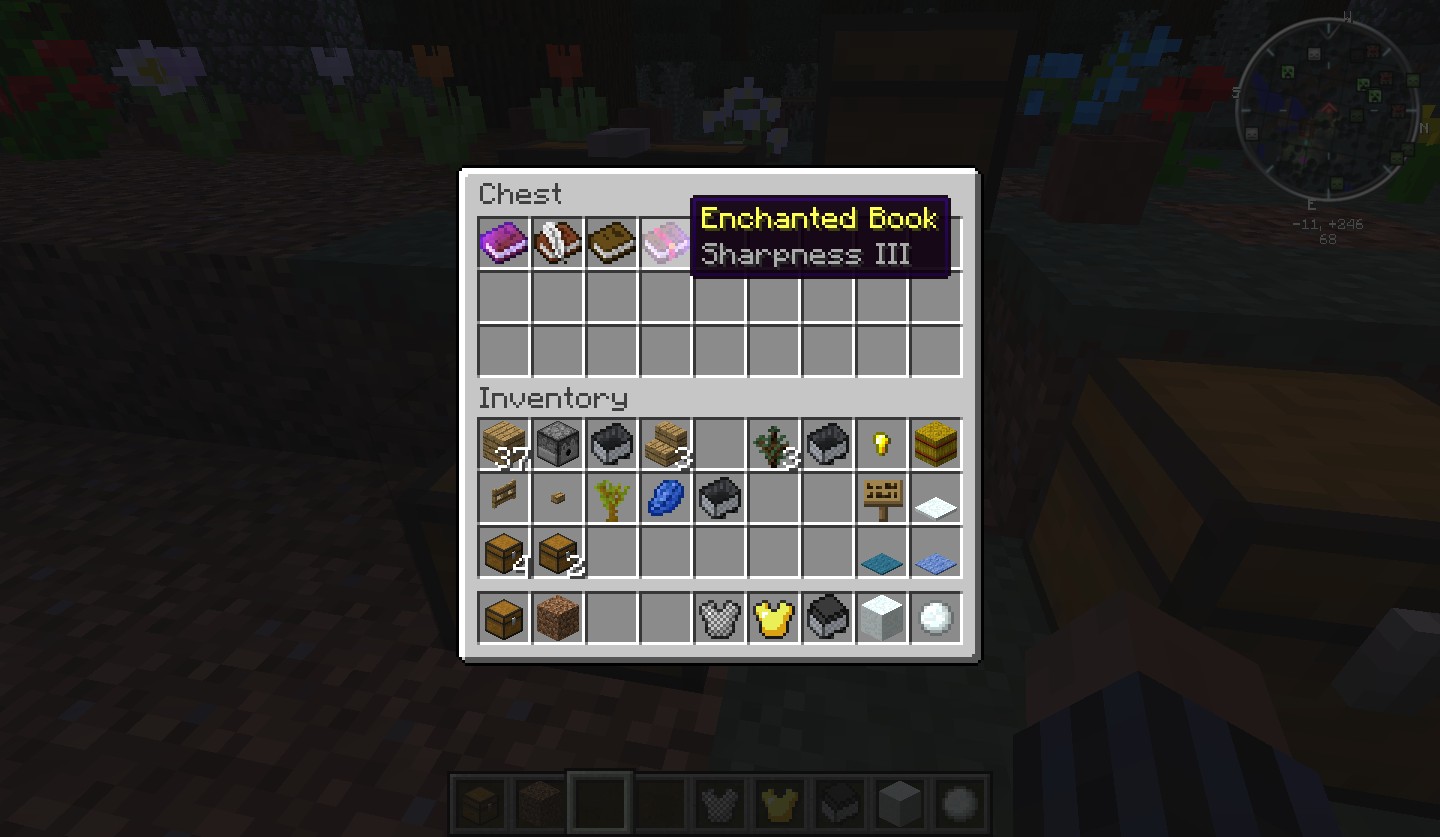 W
S
N
E
-11, +246
68
Chest
Enchanted Book
Sharpness III
Inventory
37
3
3
4
2